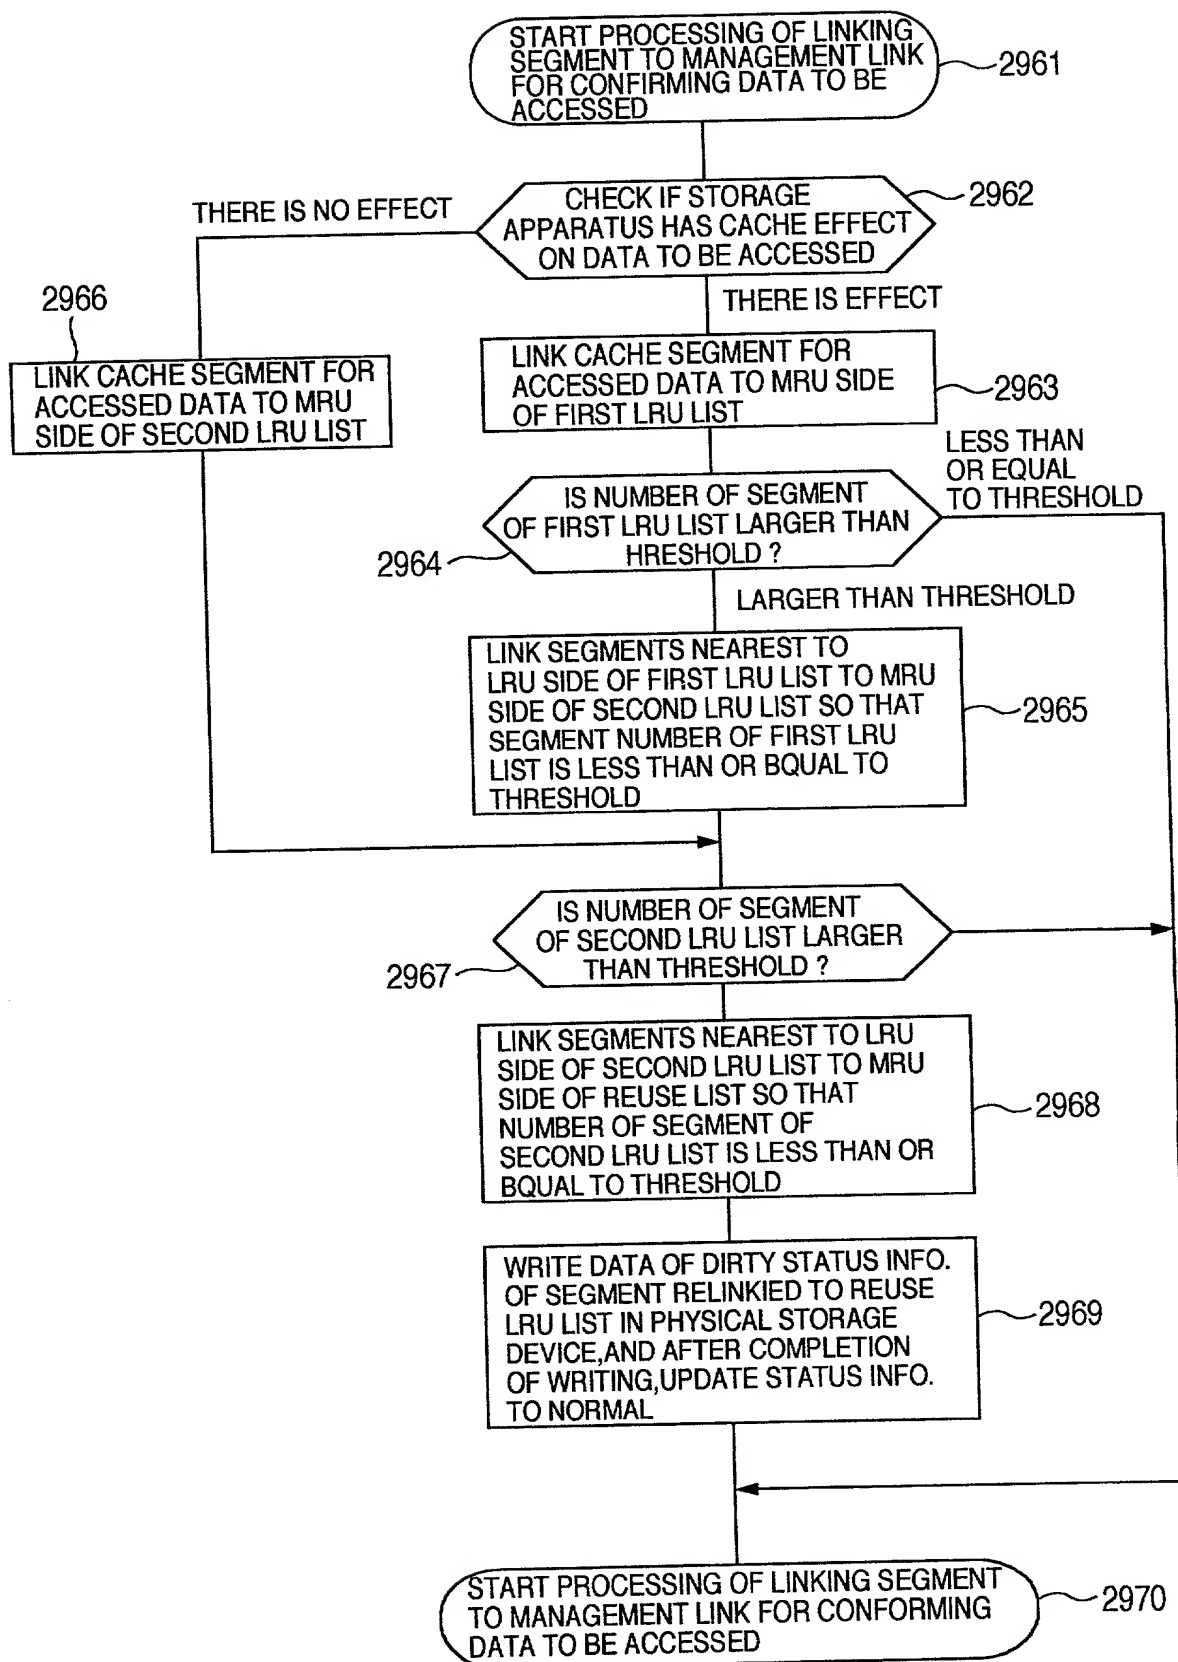 START PROCESSING OF LINKING
SEGMENT TO MANAGEMENT LINK
FOR CONFIRMING DATA TO BE
ACCESSED
2961
CHECK IF STORAGE
APPARATUS HAS CACHE EFFECT
ON DATA TO BE ACCESSED
2962
THERE IS NO EFFECT
THERE IS EFFECT
2966
LINK CACHE SEGMENT FOR
ACCESSED DATA TO MRU
SIDE OF SECOND LRU LIST
LINK CACHE SEGMENT FOR
ACCESSED DATA TO MRU SIDE
OF FIRST LRU LIST
2963
LESS THAN
OR EQUAL
TO THRESHOLD
IS NUMBER OF SEGMENT
OF FIRST LRU LIST LARGER THAN
HRESHOLD ?
2964
LARGER THAN THRESHOLD
LINK SEGMENTS NEAREST TO
LRU SIDE OF FIRST LRU LIST TO MRU
SIDE OF SECOND LRU LIST SO THAT
SEGMENT NUMBER OF FIRST LRU
LIST IS LESS THAN OR BQUAL TO
THRESHOLD
2965
IS NUMBER OF SEGMENT
OF SECOND LRU LIST LARGER
THAN THRESHOLD ?
2967
LINK SEGMENTS NEAREST TO LRU
SIDE OF SECOND LRU LIST TO MRU
SIDE OF REUSE LIST SO THAT
NUMBER OF SEGMENT OF
SECOND LRU LIST IS LESS THAN OR
BQUAL TO THRESHOLD
2968
WRITE DATA OF DIRTY STATUS INFO.
OF SEGMENT RELINKIED TO REUSE
LRU LIST IN PHYSICAL STORAGE
DEVICE,AND AFTER COMPLETION
OF WRITING,UPDATE STATUS INFO.
TO NORMAL
2969
START PROCESSING OF LINKING SEGMENT
TO MANAGEMENT LINK FOR CONFORMING
DATA TO BE ACCESSED
2970